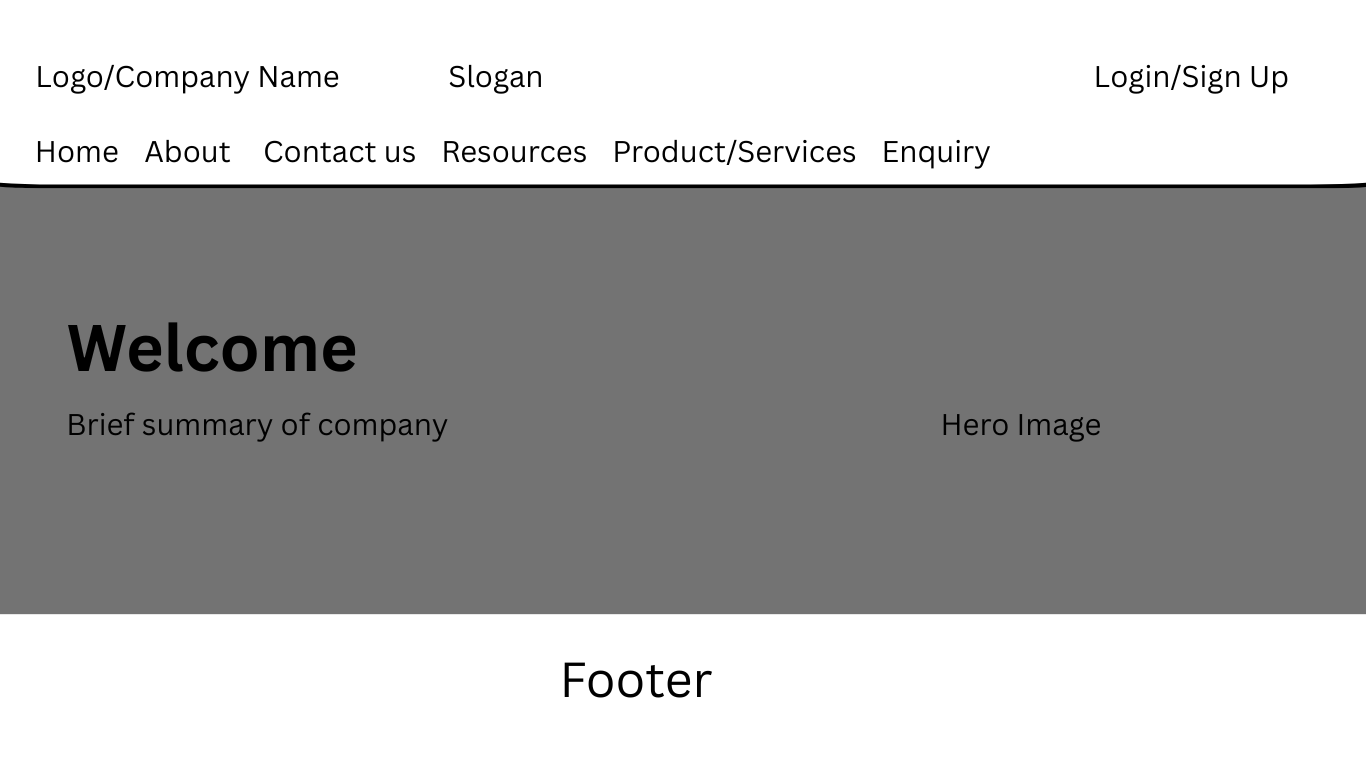 Logo/Company Name Slogan Login/Sign Up
Home About Contact us Resources Product/Services Enquiry
Welcome
Brief summary of company Hero Image
Footer